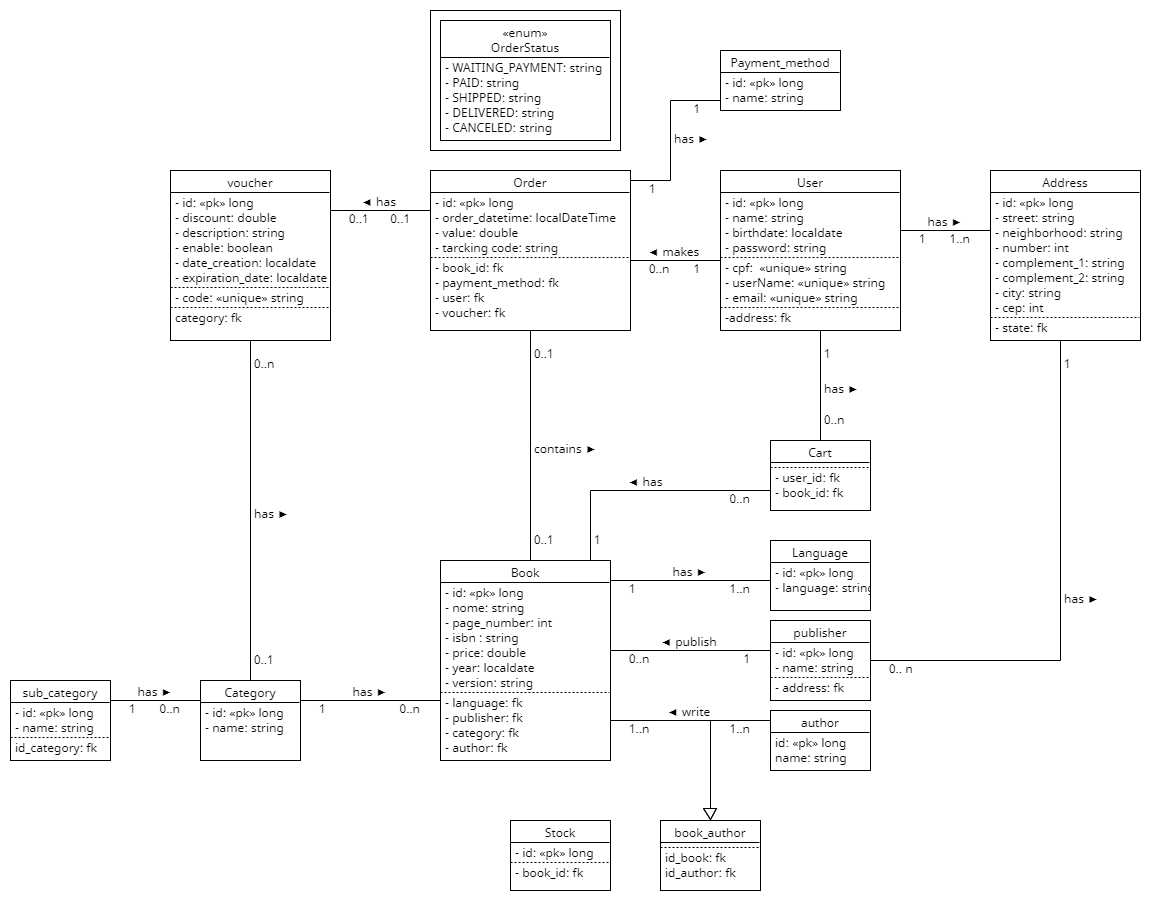 «enum»
OrderStatus
- WAITING_PAYMENT: string
- PAID: string
- SHIPPED: string
- DELIVERED: string
- CANCELED: string
Payment_method
- id: «pk» long
- name: string
1
has ►
1
voucher
- id: «pk» long
- discount: double
- description: string
- enable: boolean
- date_creation: localdate
- expiration_date: localdate
- code: «unique» string
category: fk
◄ has
0..1 0..1
Order
- id: «pk» long
- order_datetime: localDateTime
- value: double
- tarcking code: string
- book_id: fk
- payment_method: fk
- user: fk
- voucher: fk
◄ makes
0..n 1
User
- id: «pk» long
- name: string
- birthdate: localdate
- password: string
- cpf: «unique» string
- userName: «unique» string
- email: «unique» string
-address: fk
has ►
1 1..n
Address
- id: «pk» long
- street: string
- neighborhood: string
- number: int
- complement_1: string
- complement_2: string
- city: string
- cep: int
- state: fk
0..n
has ►
0..1
0..1
contains ►
0..1
1
has ►
0..n
1
has ►
0.. n
Cart
- user_id: fk
- book_id: fk
◄ has
0..n
1
Language
- id: «pk» long
- language: string
has ►
1 1..n
Book
- id: «pk» long
- nome: string
- page_number: int
- isbn : string
- price: double
- year: localdate
- version: string
- language: fk
- publisher: fk
- category: fk
- author: fk
publisher
- id: «pk» long
- name: string
- address: fk
◄ publish
0..n 1
sub_category
- id: «pk» long
- name: string
id_category: fk
has ►
1 0..n
Category
- id: «pk» long
- name: string
has ►
1 0..n
◄ write
1..n 1..n
author
id: «pk» long
name: string
Stock
- id: «pk» long
- book_id: fk
book_author
id_book: fk
id_author: fk